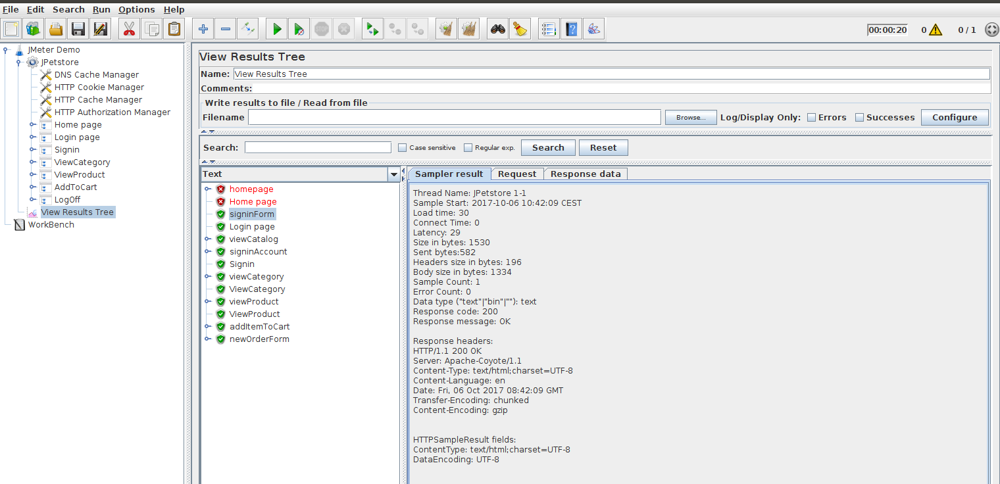 File Edit Search Run Options Help
STOP
00:00:20 0 0 / 1
JMeter Demo
JPetstore
DNS Cache Manager
HTTP Cookie Manager
HTTP Cache Manager
HTTP Authorization Manager
Home page
Login page
Signin
ViewCategory
ViewProduct
AddToCart
LogOff
View Results Tree
WorkBench
View Results Tree
Name: View Results Tree
Comments:
Write results to file / Read from file
Filename Browse... Log/Display Only: Errors Successes Configure
Search: Case sensitive Regular exp. Search Reset
Text
homepage
Home page
signinForm
Login page
viewCatalog
signinAccount
Signin
viewCategory
ViewCategory
viewProduct
ViewProduct
addItemToCart
newOrderForm
Sampler result Request Response data
Thread Name: JPetstore 1-1
Sample Start: 2017-10-06 10:42:09 CEST
Load time: 30
Connect Time: 0
Latency: 29
Size in bytes: 1530
Sent bytes:582
Headers size in bytes: 196
Body size in bytes: 1334
Sample Count: 1
Error Count: 0
Data type ("text"|"bin"|""): text
Response code: 200
Response message: OK
Response headers:
HTTP/1.1 200 OK
Server: Apache-Coyote/1.1
Content-Type: text/html;charset=UTF-8
Content-Language: en
Date: Fri, 06 Oct 2017 08:42:09 GMT
Transfer-Encoding: chunked
Content-Encoding: gzip
HTTPSampleResult fields:
ContentType: text/html;charset=UTF-8
DataEncoding: UTF-8